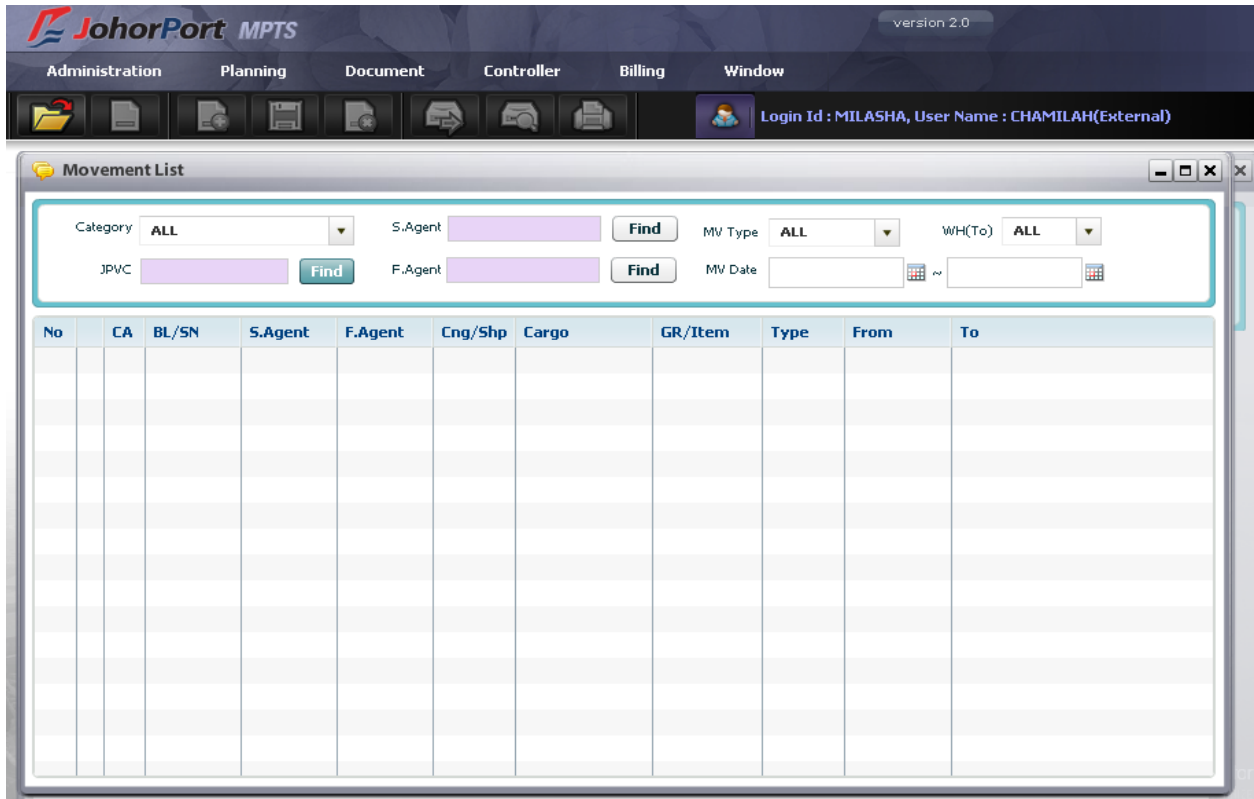 JohorPort MPTS
version 2.0
Administration Planning Document Controller Billing Window
Login Id : MILASHA, User Name : CHAMILAH(External)
Movement List
Category ALL S.Agent Find MV Type ALL WH(To) ALL
JPVC Find F.Agent Find MV Date ~
No CA BL/SN S.Agent F.Agent Cng/Shp Cargo GR/Item Type From To